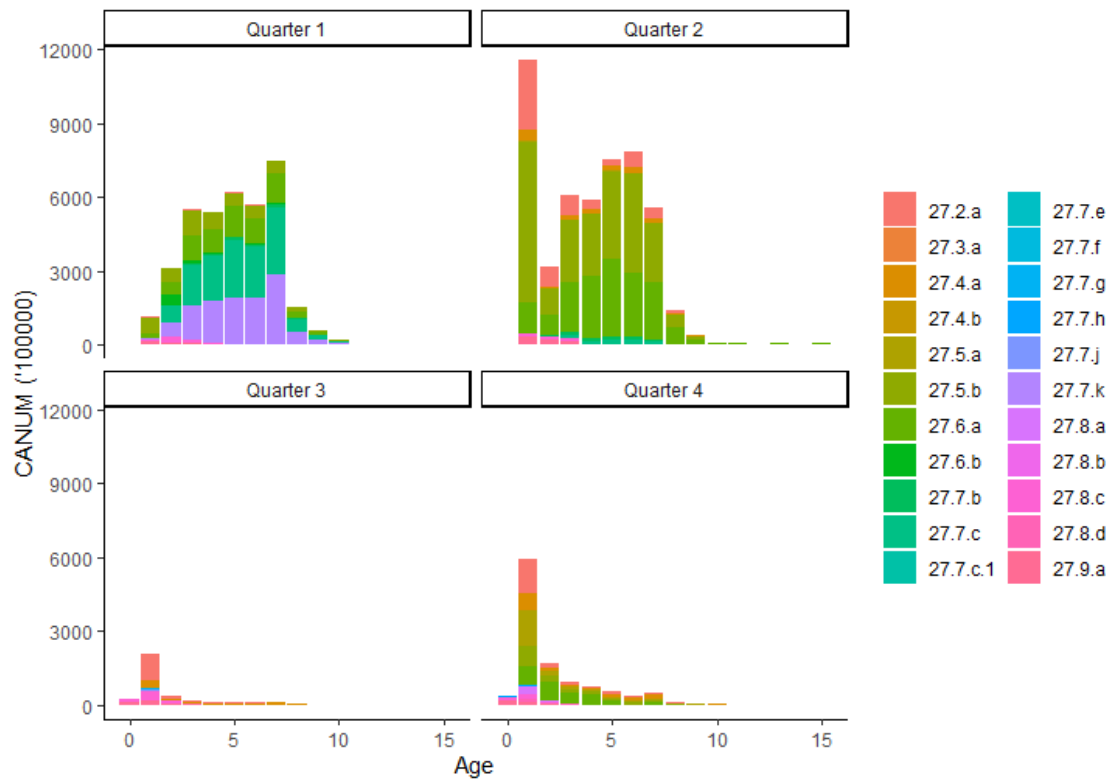 Quarter 1
Quarter 2
12000
9000
6000
3000
0
Quarter 3
Quarter 4
12000
9000
6000
3000
0
CANUM ('100000)
0
5
10
15
0
5
10
15
Age
27.2.a
27.3.a
27.4.a
27.4.b
27.5.a
27.5.b
27.6.a
27.6.b
27.7.b
27.7.c
27.7.c.1
27.7.e
27.7.f
27.7.g
27.7.h
27.7.j
27.7.k
27.8.a
27.8.b
27.8.c
27.8.d
27.9.a